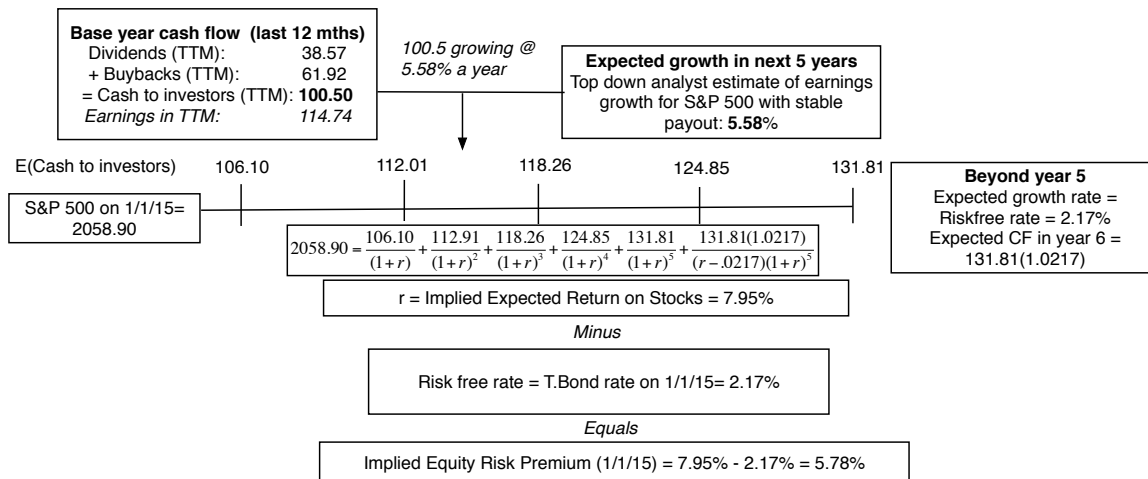 Base year cash flow (last 12 mths)
Dividends (TTM): 38.57
+ Buybacks (TTM): 61.92
= Cash to investors (TTM): 100.50
Earnings in TTM: 114.74
100.5 growing @
5.58% a year
Expected growth in next 5 years
Top down analyst estimate of earnings
growth for S&P 500 with stable
payout: 5.58%
E(Cash to investors) 106.10 112.01 118.26 124.85 131.81
S&P 500 on 1/1/15=
2058.90
Beyond year 5
Expected growth rate =
Riskfree rate = 2.17%
Expected CF in year 6 =
131.81(1.0217)
2058.90 = 106.10/(1+r) + 112.91/(1+r)^2 + 118.26/(1+r)^3 + 124.85/(1+r)^4 + 131.81/(1+r)^5 + 131.81(1.0217)/(r-.0217)(1+r)^5
r = Implied Expected Return on Stocks = 7.95%
Minus
Risk free rate = T.Bond rate on 1/1/15= 2.17%
Equals
Implied Equity Risk Premium (1/1/15) = 7.95% - 2.17% = 5.78%